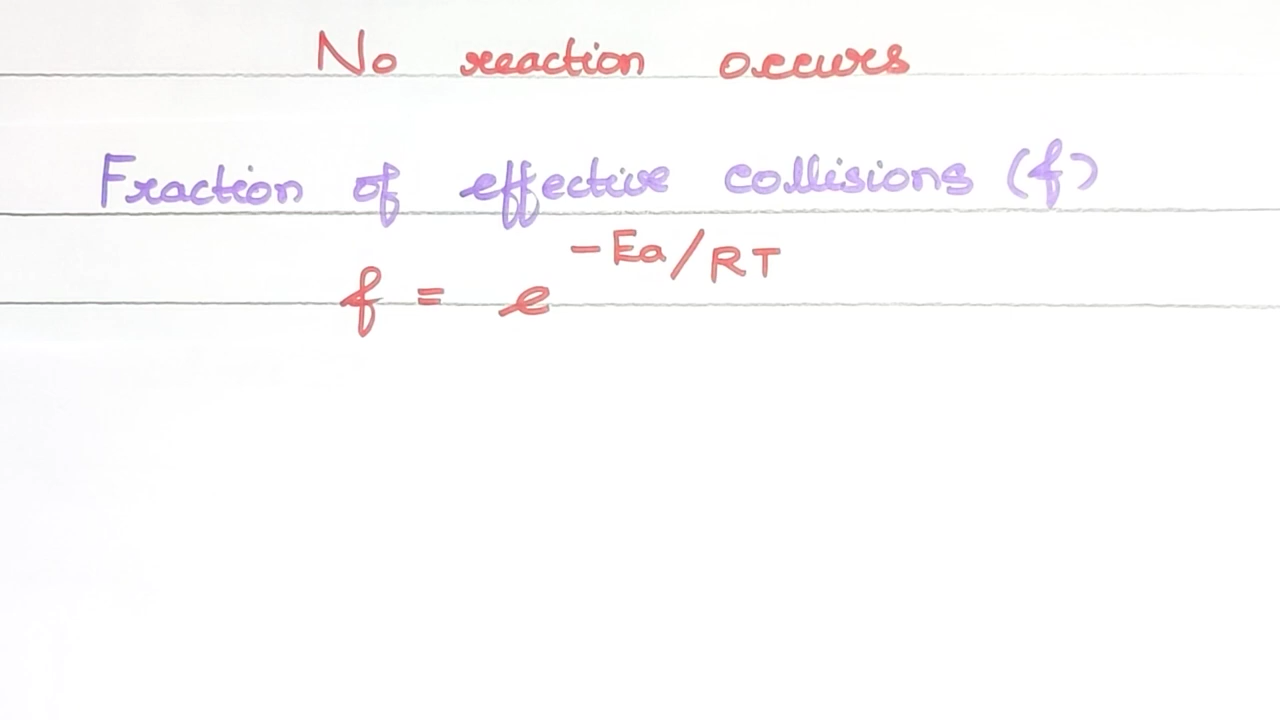 No reaction occurs
Fraction of effective collisions (f)
f = e^-Ea/RT